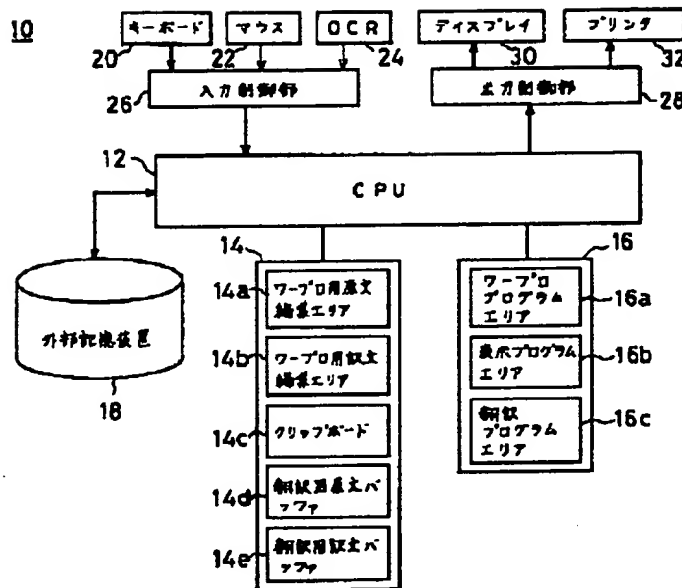 10
キーボード
マウス
OCR
ディスプレイ
プリンタ
20
22
24
30
32
入力制御部
出力制御部
26
28
12
CPU
外部記憶装置
18
14
14a
ワープロ用原文
編集エリア
14b
ワープロ用訳文
編集エリア
14c
クリップボード
14d
翻訳用原文バ
ッファ
14e
翻訳用訳文バ
ッファ
16
ワープロ
プログラム
エリア
16a
表示プログラム
エリア
16b
翻訳
プログラム
エリア
16c